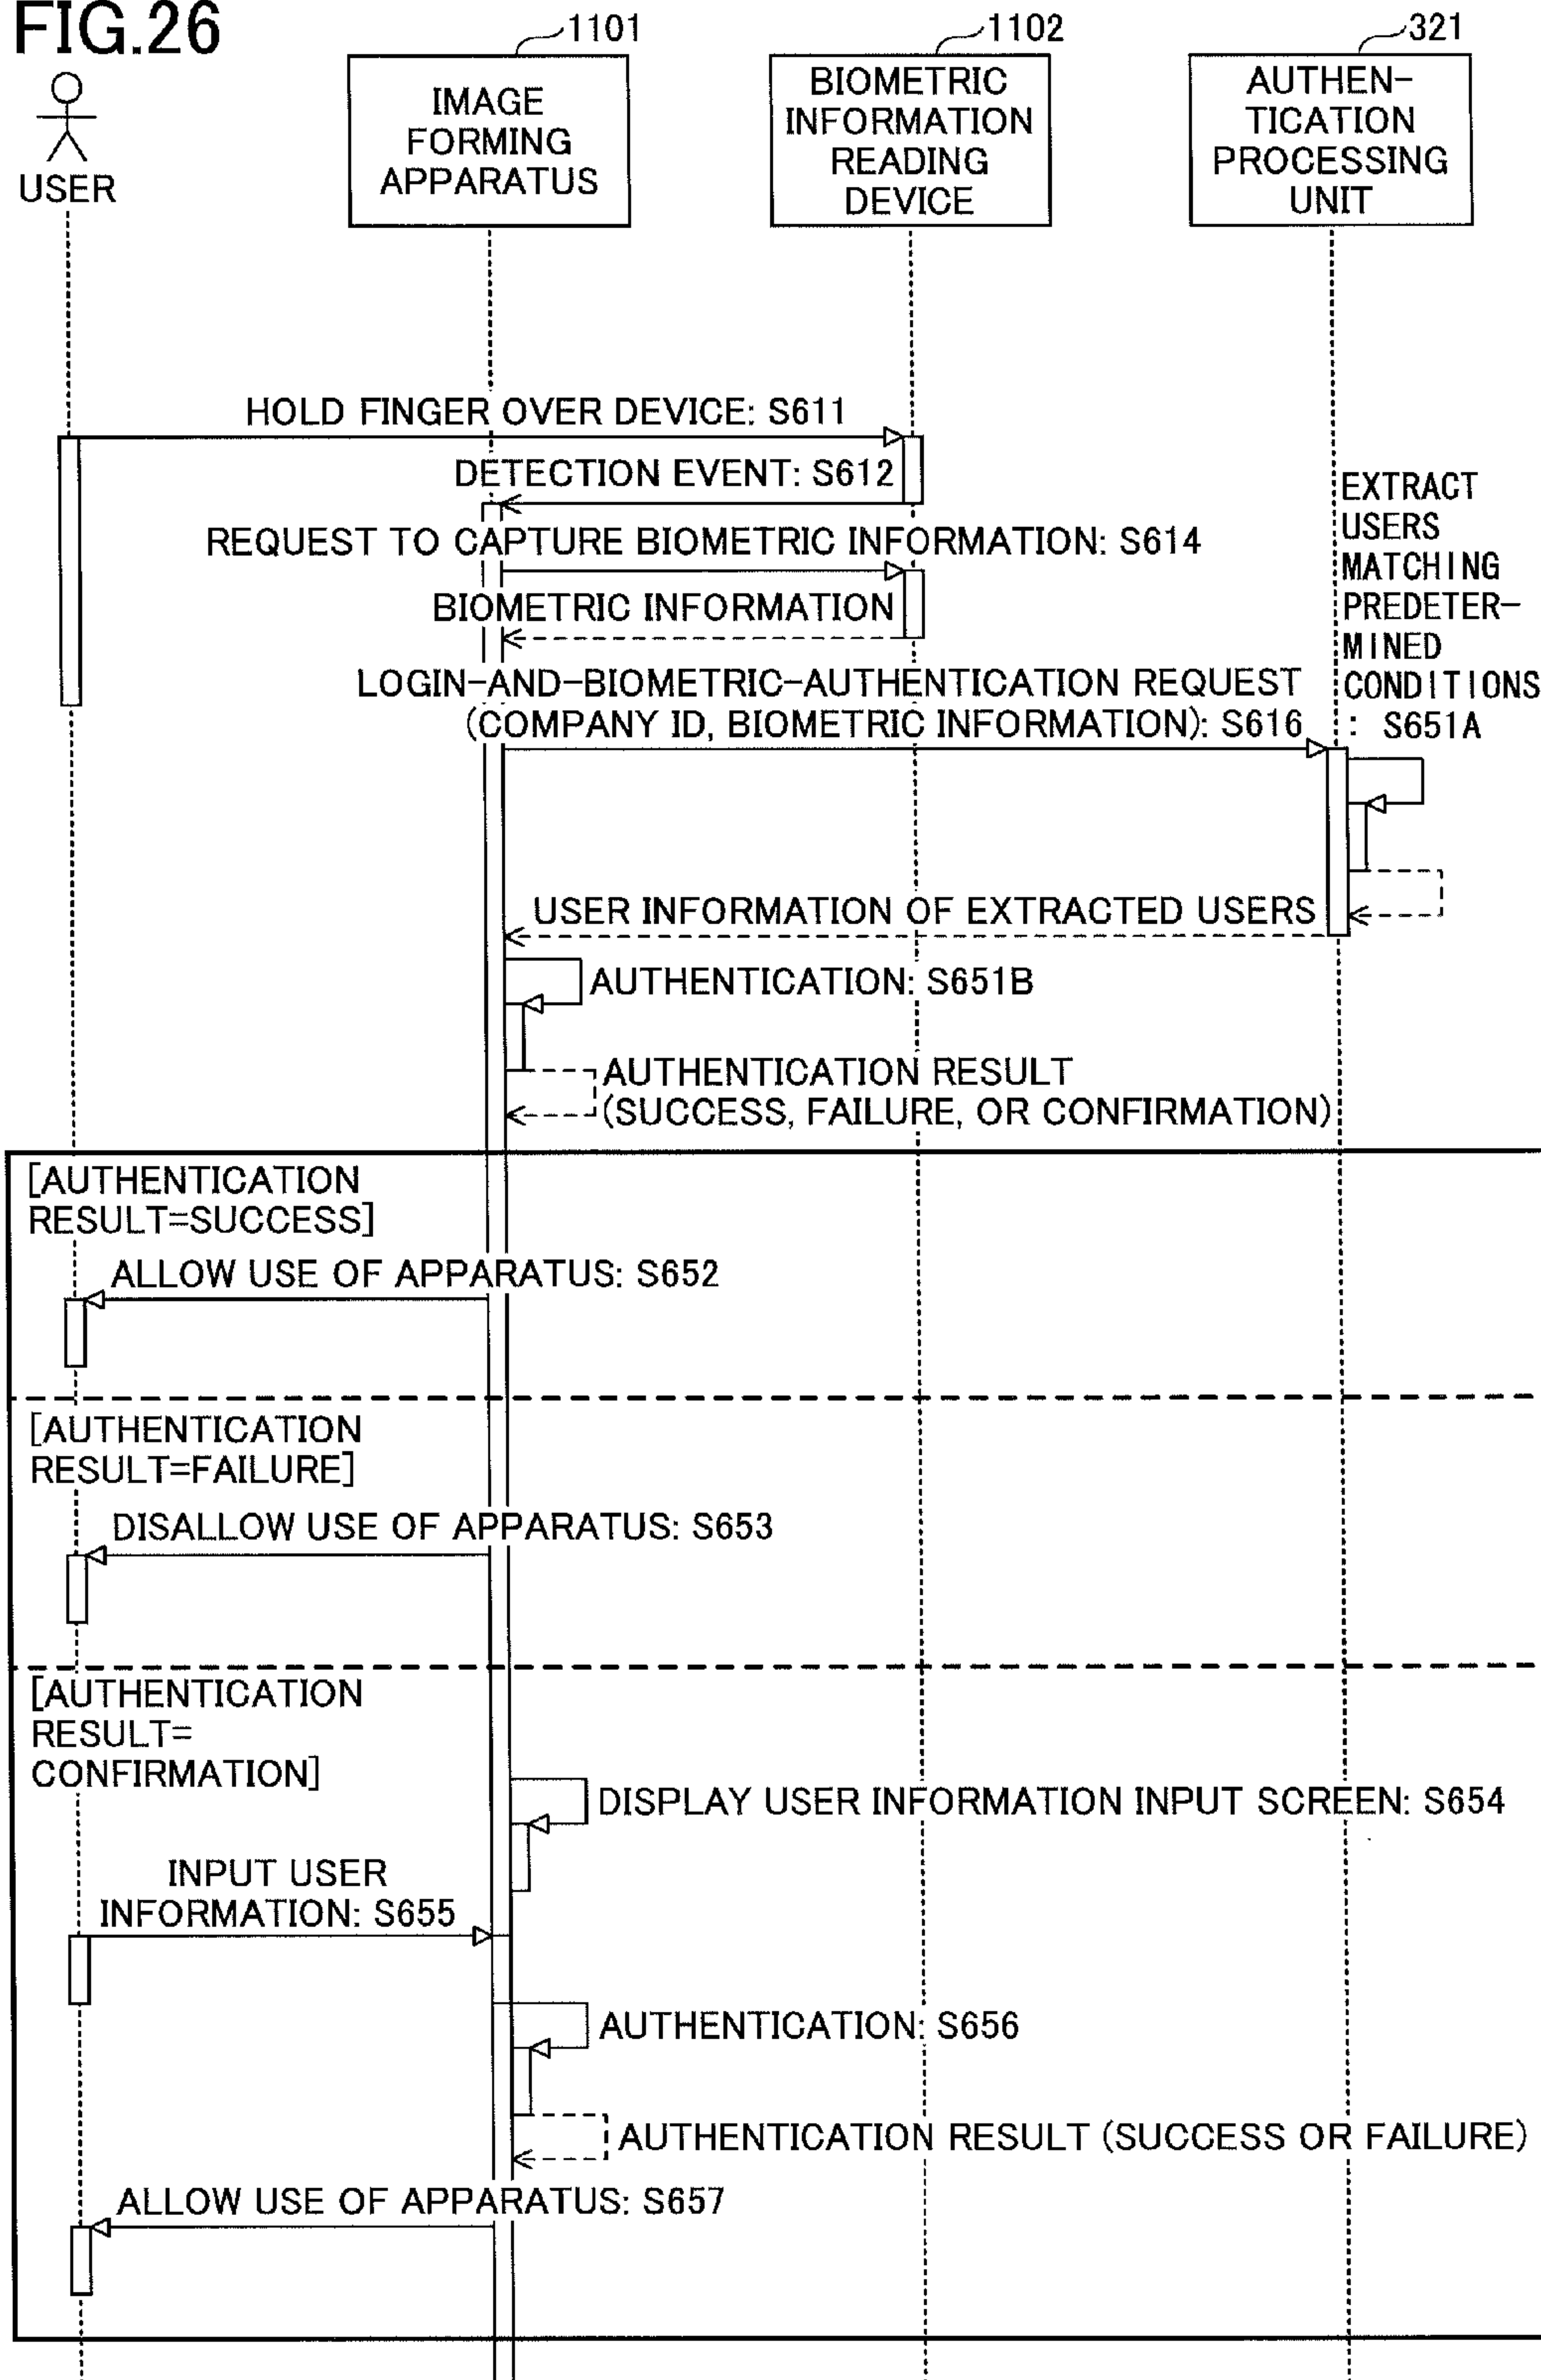 FIG.26
1101
1102
321
USER
IMAGE
FORMING
APPARATUS
BIOMETRIC
INFORMATION
READING
DEVICE
AUTHEN-
TICATION
PROCESSING
UNIT
HOLD FINGER OVER DEVICE: S611
DETECTION EVENT: S612
EXTRACT
USERS
MATCHING
PREDETER-
MINED
CONDITIONS
: S651A
REQUEST TO CAPTURE BIOMETRIC INFORMATION: S614
BIOMETRIC INFORMATION
LOGIN-AND-BIOMETRIC-AUTHENTICATION REQUEST
(COMPANY ID, BIOMETRIC INFORMATION): S616
USER INFORMATION OF EXTRACTED USERS
AUTHENTICATION: S651B
AUTHENTICATION RESULT
(SUCCESS, FAILURE, OR CONFIRMATION)
[AUTHENTICATION
RESULT=SUCCESS]
ALLOW USE OF APPARATUS: S652
[AUTHENTICATION
RESULT=FAILURE]
DISALLOW USE OF APPARATUS: S653
[AUTHENTICATION
RESULT=
CONFIRMATION]
DISPLAY USER INFORMATION INPUT SCREEN: S654
INPUT USER
INFORMATION: S655
AUTHENTICATION: S656
AUTHENTICATION RESULT (SUCCESS OR FAILURE)
ALLOW USE OF APPARATUS: S657